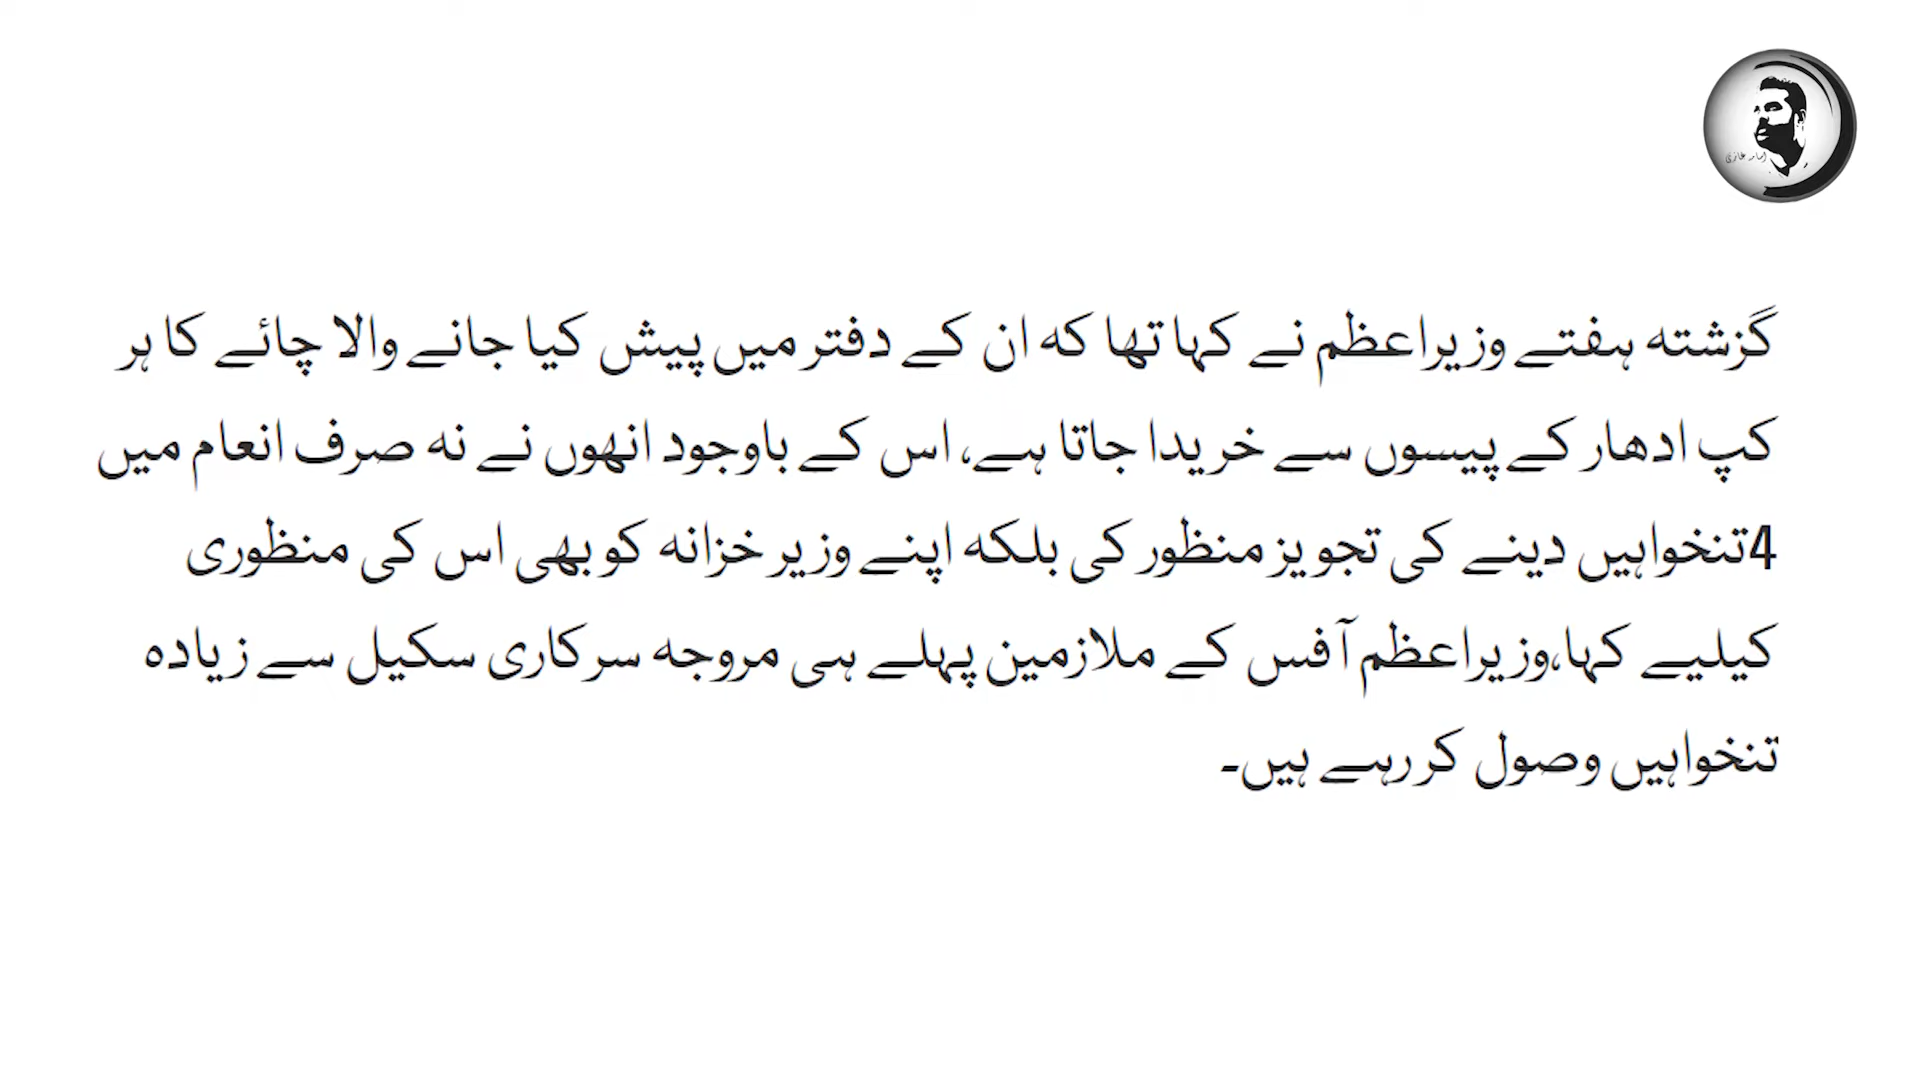 اسامہ غازی
گزشتہ ہفتے وزیراعظم نے کہا تھا کہ ان کے دفتر میں پیش کیا جانے والا چائے کا ہر
کپ ادھار کے پیسوں سے خریدا جاتا ہے، اس کے باوجود انھوں نے نہ صرف انعام میں
4تنخواہیں دینے کی تجویز منظور کی بلکہ اپنے وزیر خزانہ کو بھی اس کی منظوری
کیلیے کہا،وزیراعظم آفس کے ملازمین پہلے ہی مروجہ سرکاری سکیل سے زیادہ
تنخواہیں وصول کر رہے ہیں۔